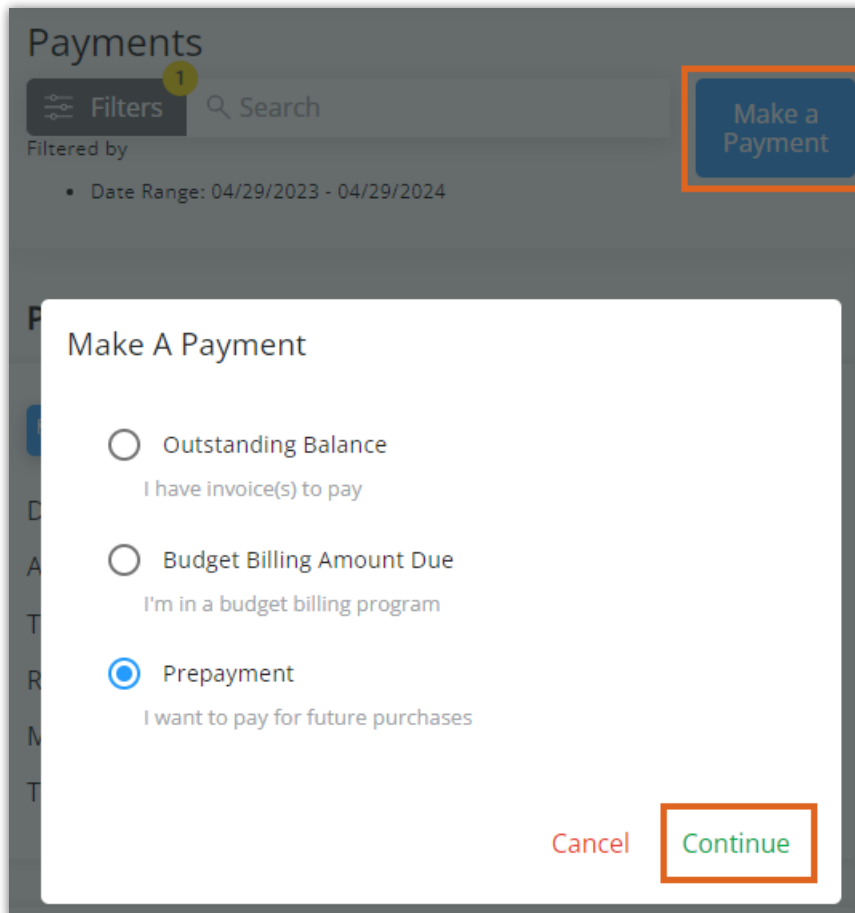 Payments
1
Filters
Search
Make a
Payment
Filtered by
• Date Range: 04/29/2023 - 04/29/2024
P
Make A Payment
Outstanding Balance
I have invoice(s) to pay
D
A
Budget Billing Amount Due
I'm in a budget billing program
T
R
Prepayment
I want to pay for future purchases
M
T
Cancel
Continue